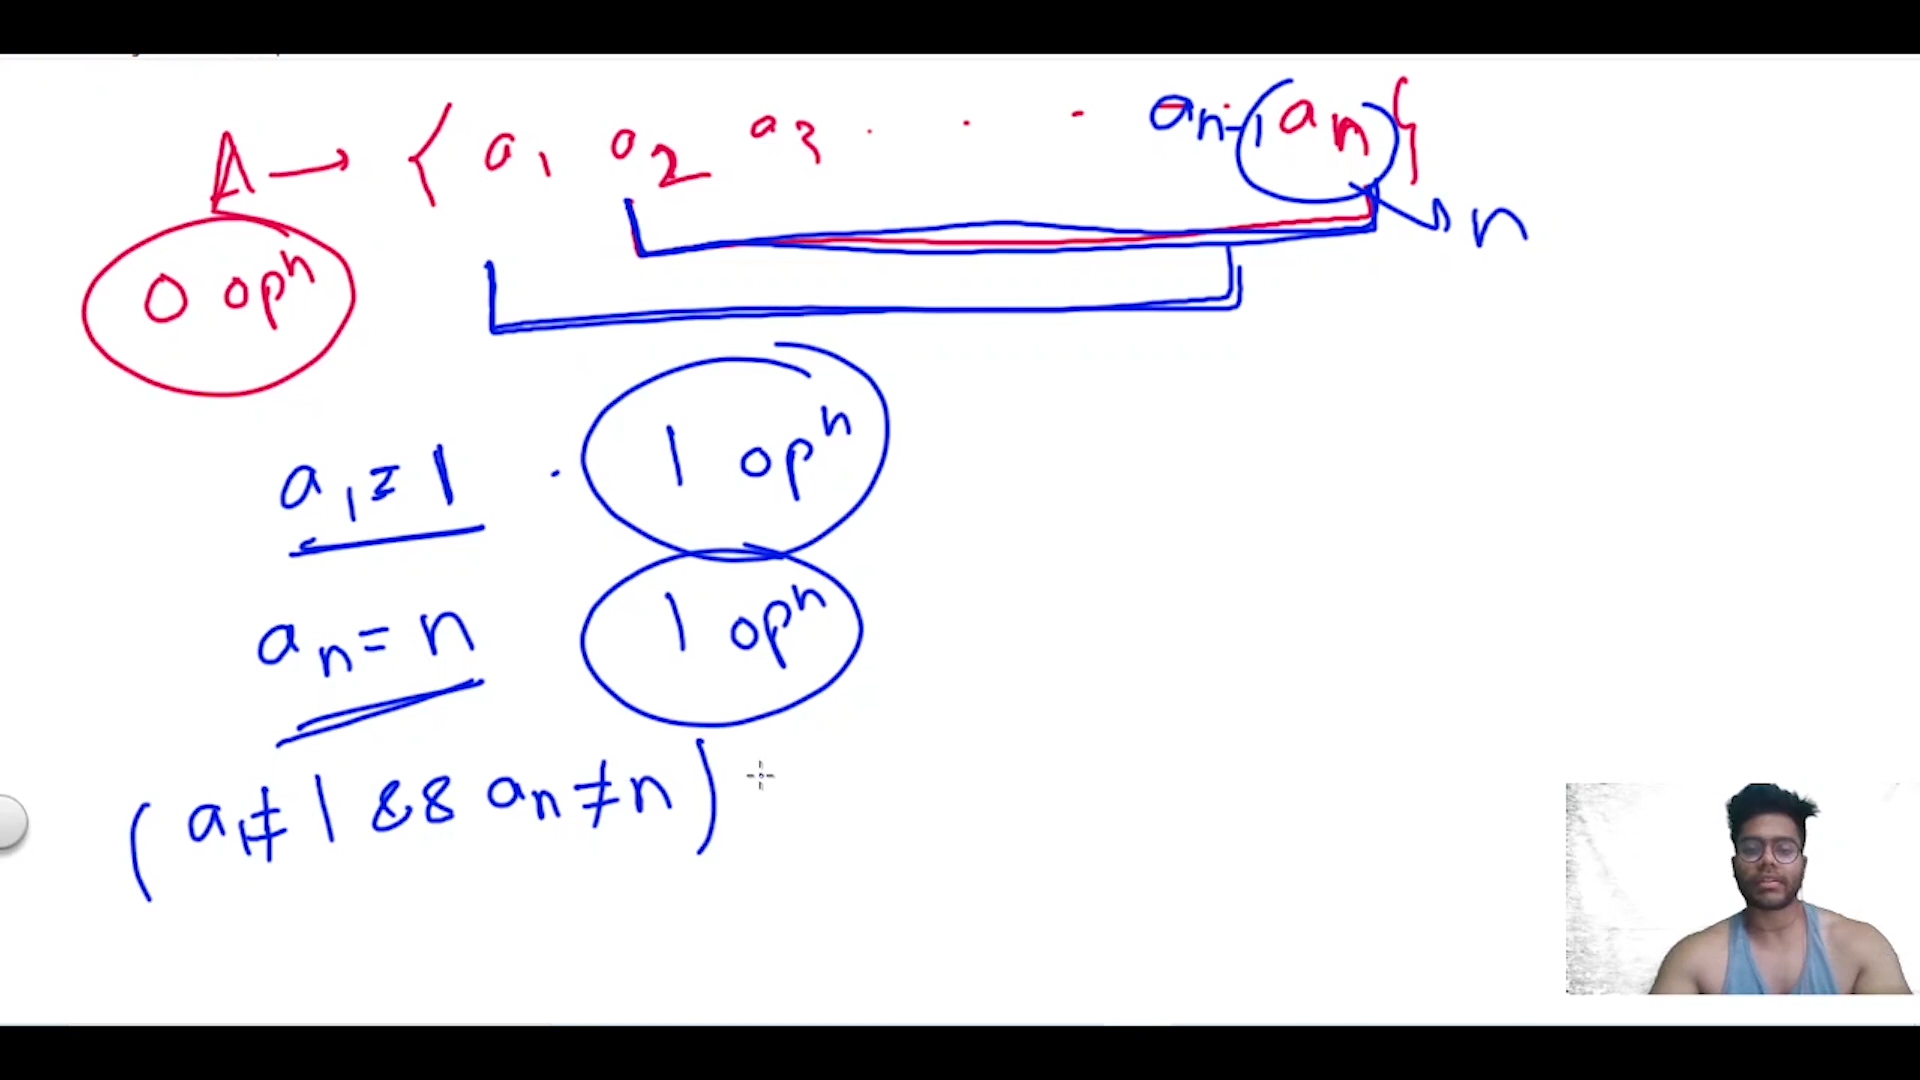 A → { a1 a2 a3 . . . an-1 an }
n
0 opn
a1 = 1 . 1 opn
an = n 1 opn
( a1 ≠ 1 && an ≠ n )